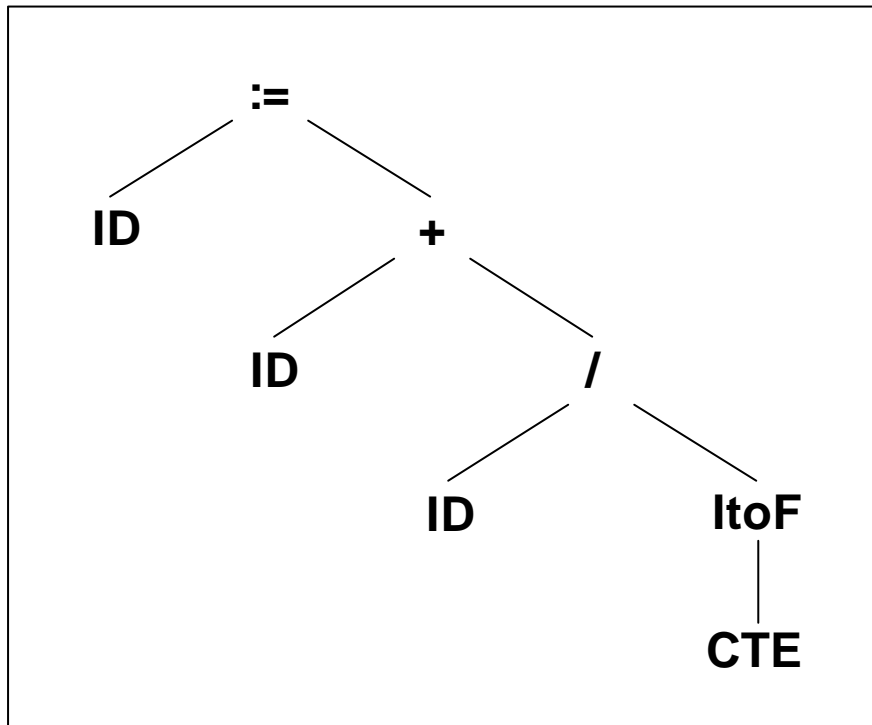 :=
ID
+
ID
/
ID
ItoF
CTE